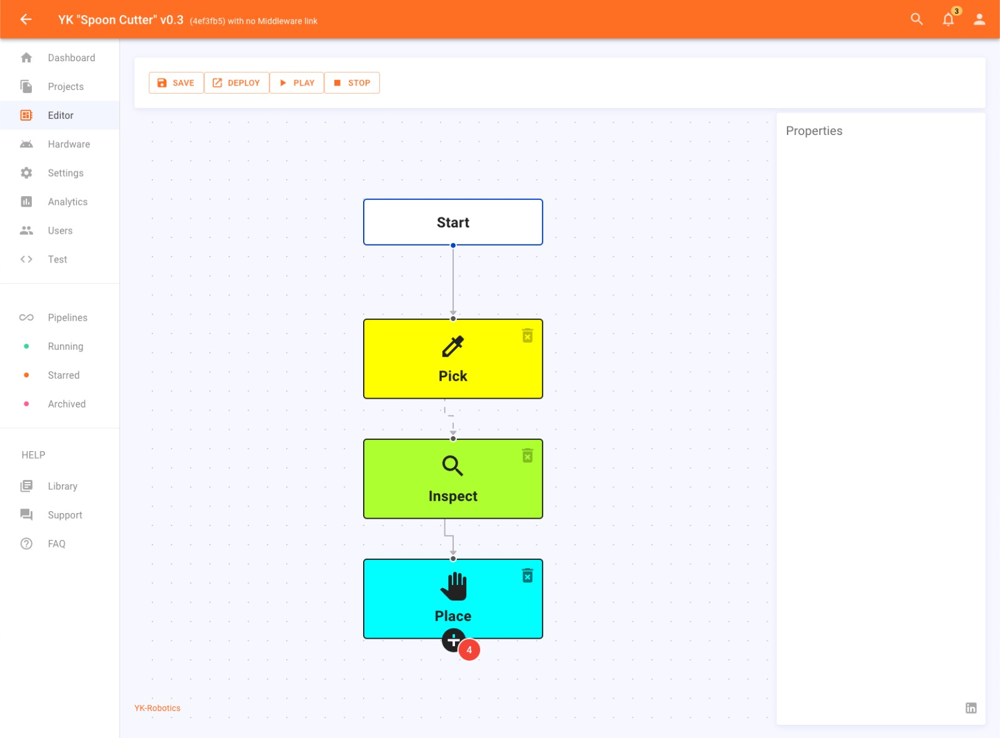 YK "Spoon Cutter" v0.3 (4ef3fb5) with no Middleware link
3
Dashboard
Projects
Editor
Hardware
Settings
Analytics
Users
Test
Pipelines
Running
Starred
Archived
HELP
Library
Support
FAQ
SAVE DEPLOY PLAY STOP
Start
Pick
Inspect
Place
4
Properties
YK-Robotics
in